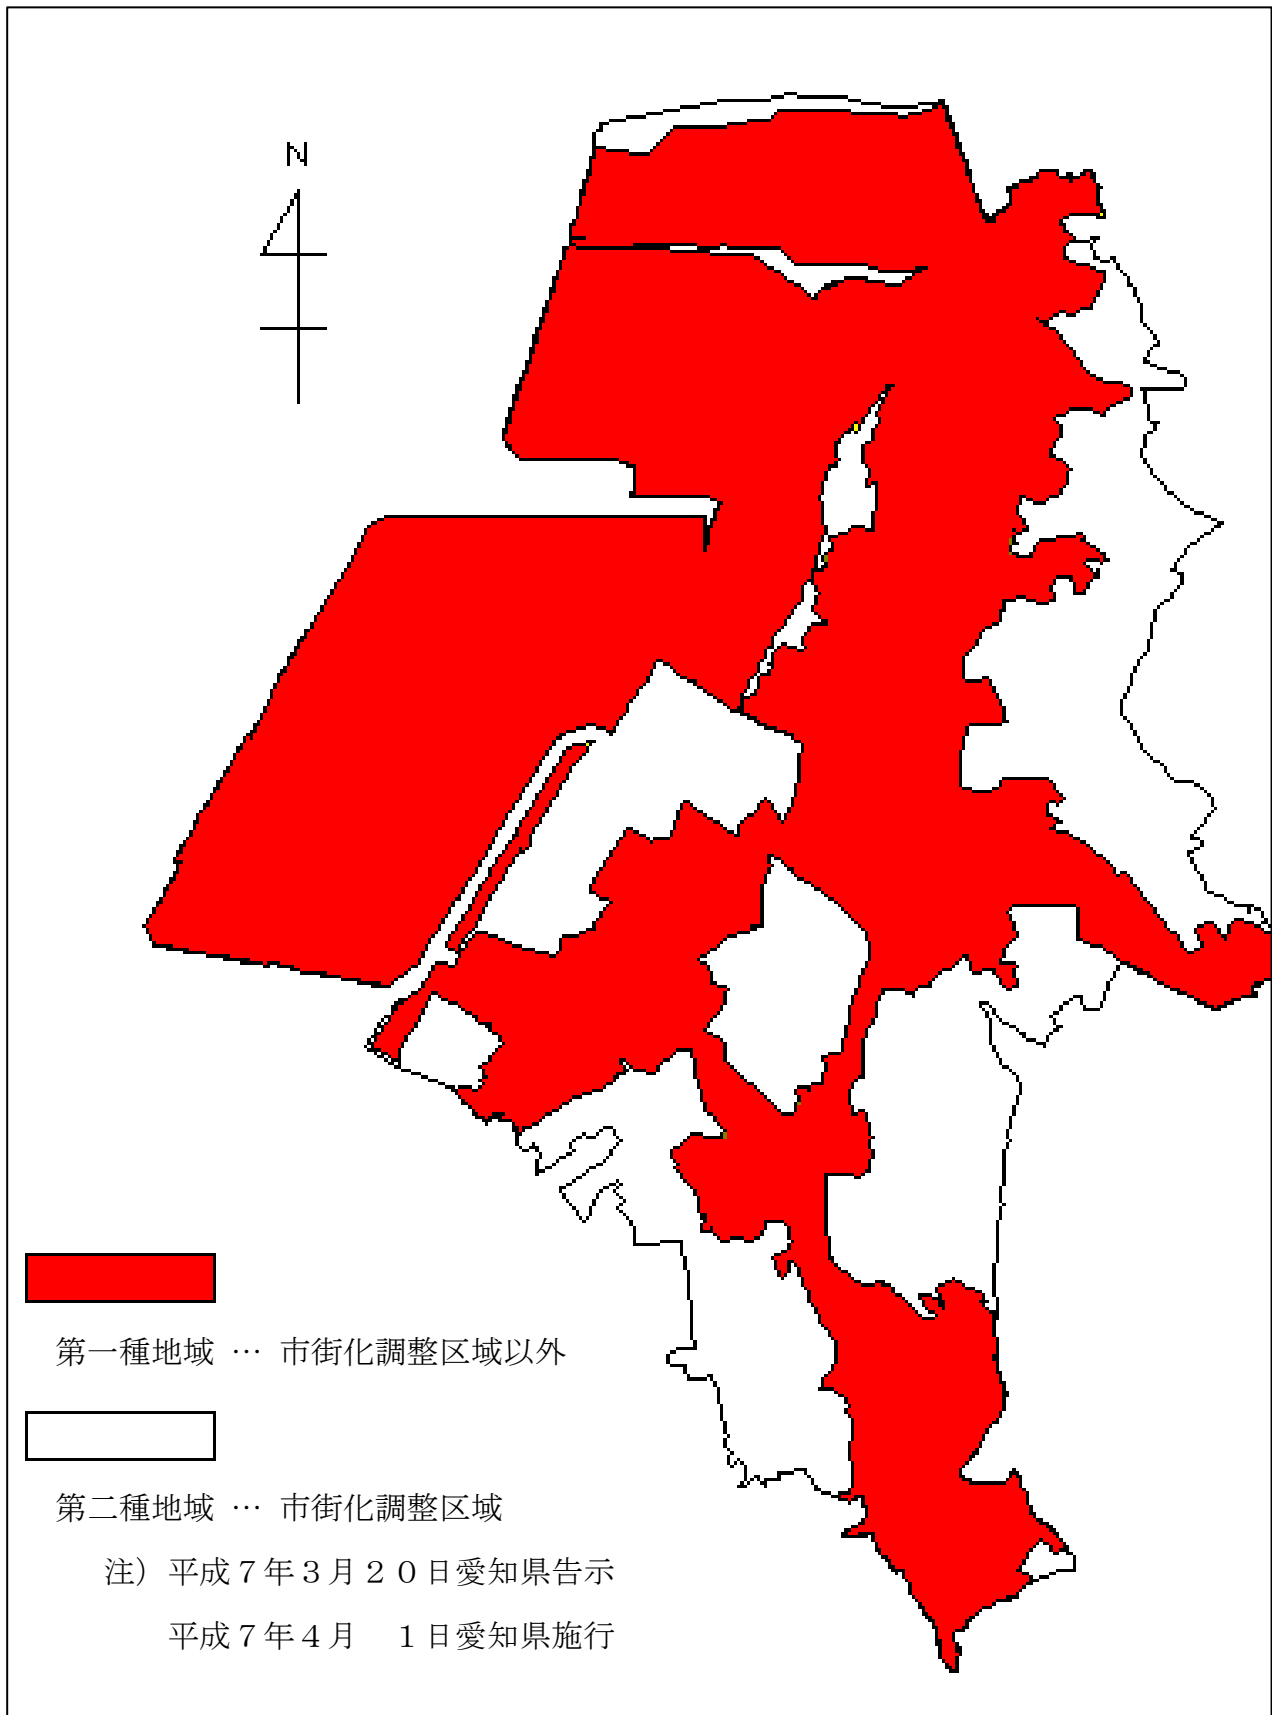 N
第一種地域 … 市街化調整区域以外
第二種地域 … 市街化調整区域
注）平成７年３月２０日愛知県告示
平成７年４月　１日愛知県施行